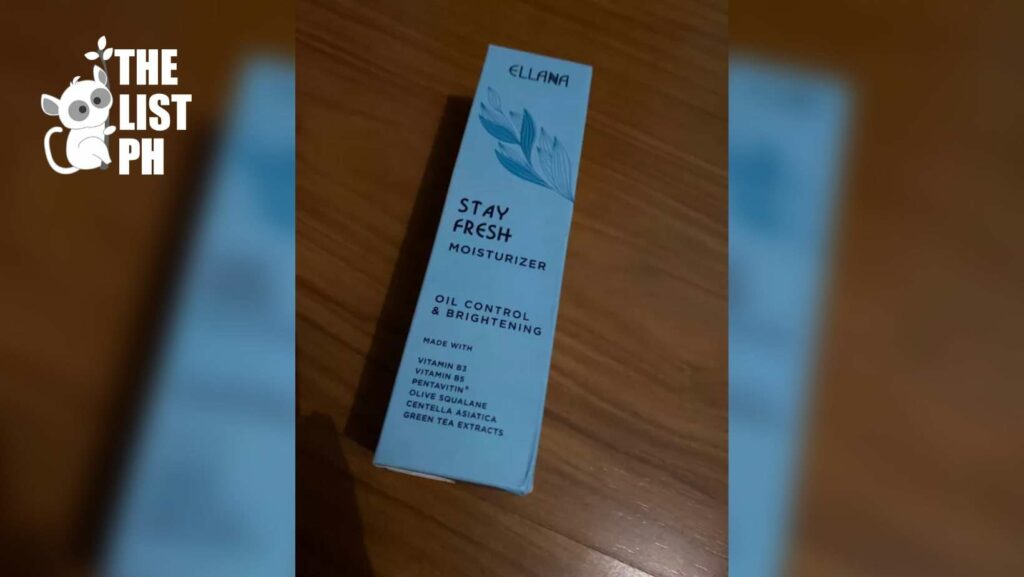 THE
LIST
PH
ELLANA
STAY
FRESH
MOISTURIZER
OIL CONTROL
& BRIGHTENING
MADE WITH
VITAMIN B3
VITAMIN B5
PENTAVITIN®
OLIVE SQUALANE
CENTELLA ASIATICA
GREEN TEA EXTRACTS